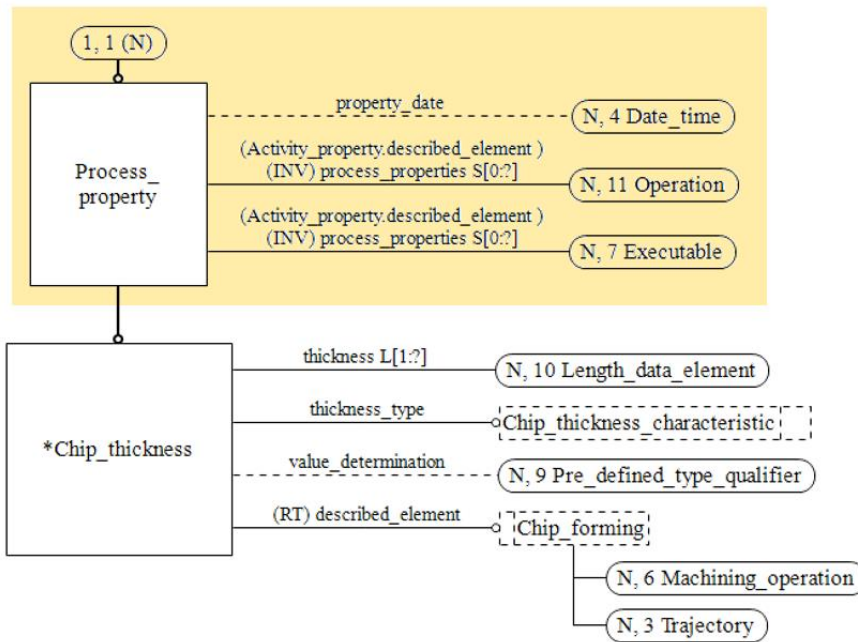 1, 1 (N)
property_date
N, 4 Date_time
Process_
property
(Activity_property.described_element )
(INV) process_properties S[0:?]
N, 11 Operation
(Activity_property.described_element )
(INV) process_properties S[0:?]
N, 7 Executable
*Chip_thickness
thickness L[1:?]
N, 10 Length_data_element
thickness_type
Chip_thickness_characteristic
value_determination
N, 9 Pre_defined_type_qualifier
(RT) described_element
Chip_forming
N, 6 Machining_operation
N, 3 Trajectory